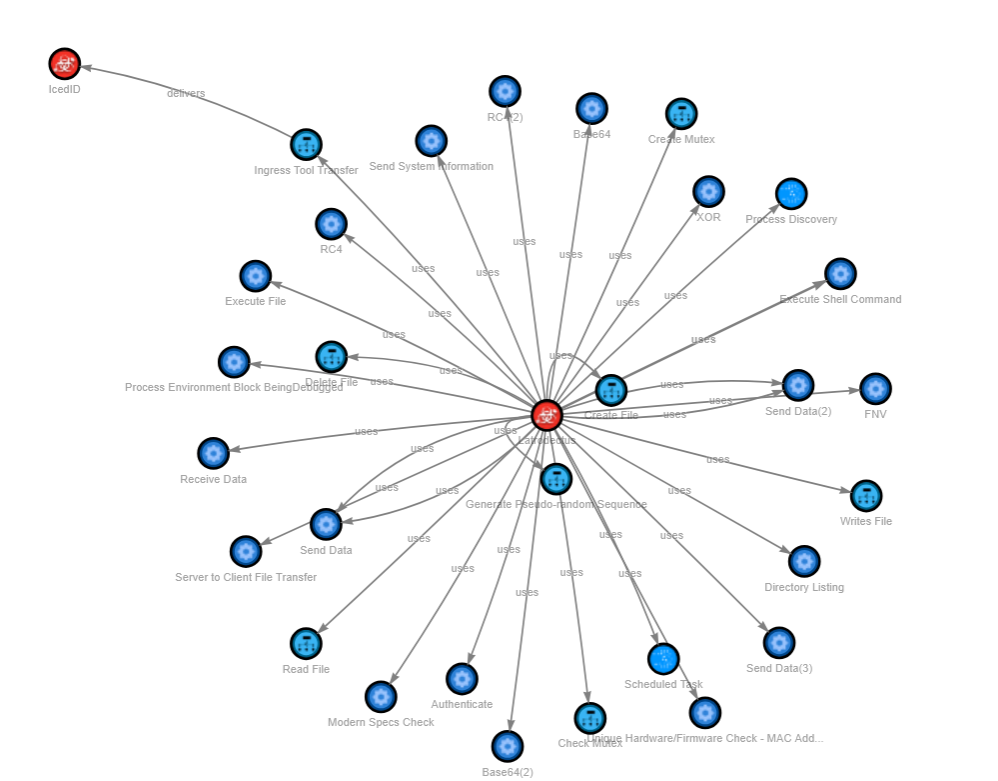 IcedID
delivers
RC4(2)
Base64
Create Mutex
Ingress Tool Transfer
Send System Information
XOR
Process Discovery
RC4
uses
uses
uses
uses
uses
Execute File
Execute Shell Command
uses
uses
uses
uses
uses
uses
uses
Process Environment Block BeingDebugged
Delete File
uses
uses
uses
Create File
uses
uses
Send Data(2)
FNV
uses
uses
Latrodectus
uses
uses
Receive Data
uses
uses
uses
Generate Pseudo-random Sequence
uses
Writes File
Send Data
uses
uses
uses
uses
Server to Client File Transfer
uses
uses
uses
uses
Directory Listing
Read File
Send Data(3)
Scheduled Task
Authenticate
Modern Specs Check
Check Mutex
Unique Hardware/Firmware Check - MAC Add...
Base64(2)